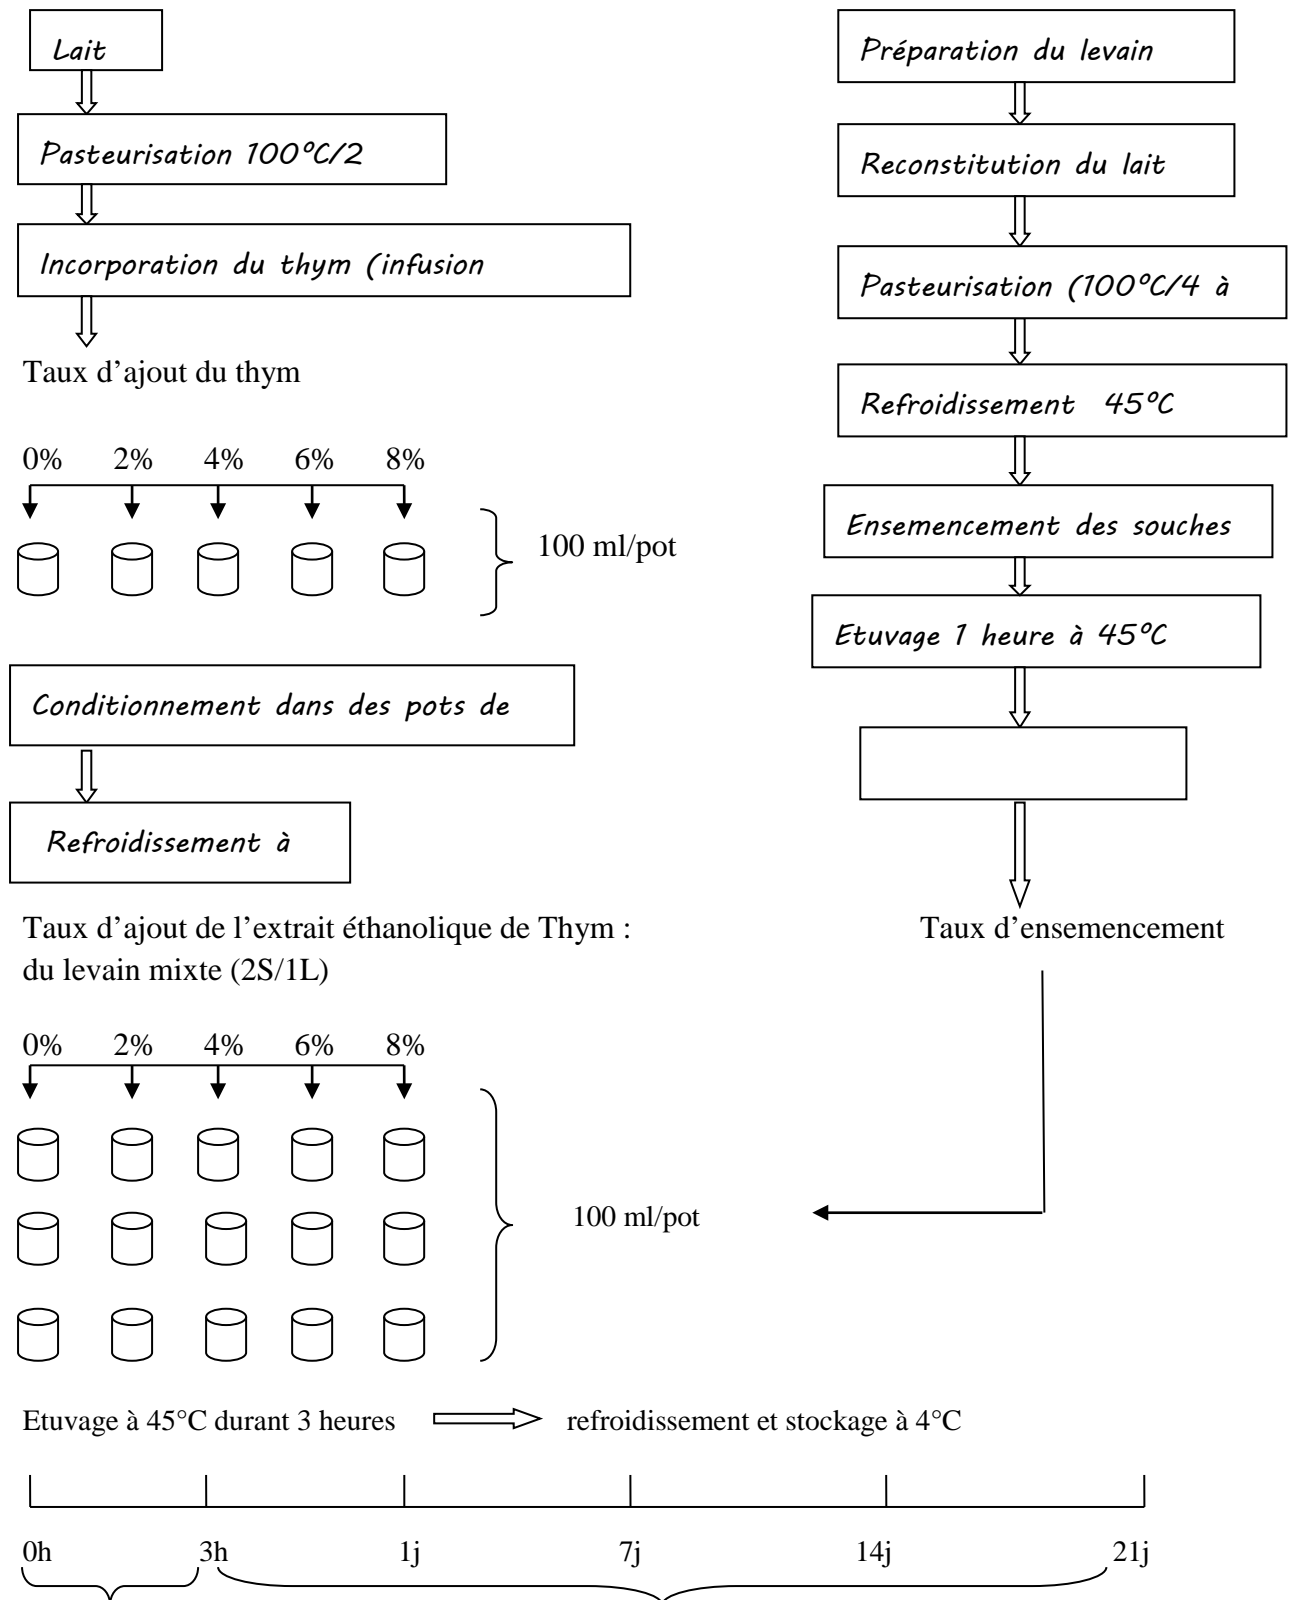 Lait
Pasteurisation 100°C/2
Incorporation du thym (infusion
Taux d'ajout du thym
0% 2% 4% 6% 8%
100 ml/pot
Conditionnement dans des pots de
Refroidissement à
Préparation du levain
Reconstitution du lait
Pasteurisation (100°C/4 à
Refroidissement 45°C
Ensemencement des souches
Etuvage 1 heure à 45°C
Taux d'ajout de l'extrait éthanolique de Thym : Taux d'ensemencement
du levain mixte (2S/1L)
0% 2% 4% 6% 8%
100 ml/pot
Etuvage à 45°C durant 3 heures refroidissement et stockage à 4°C
0h 3h 1j 7j 14j 21j